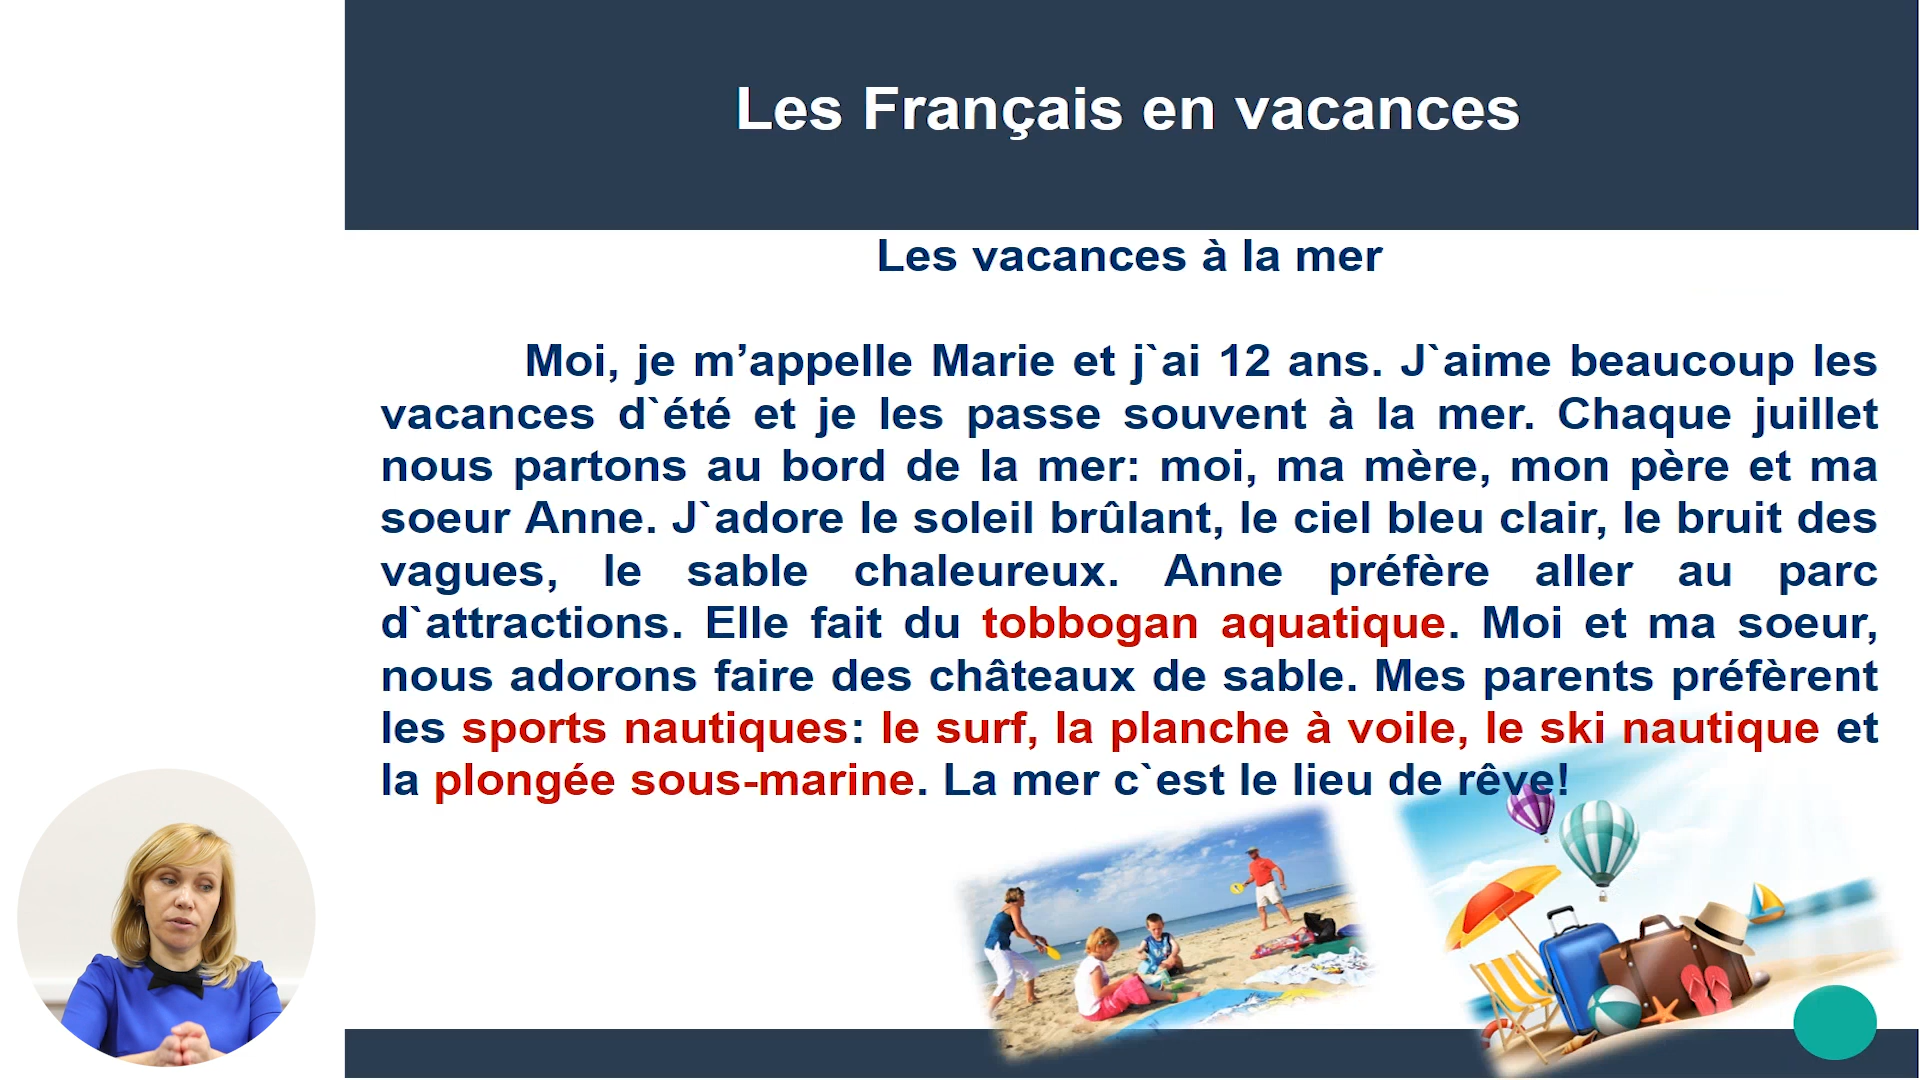 Les Français en vacances
Les vacances à la mer
Moi, je m’appelle Marie et j`ai 12 ans. J`aime beaucoup les
vacances d`été et je les passe souvent à la mer. Chaque juillet
nous partons au bord de la mer: moi, ma mère, mon père et ma
soeur Anne. J`adore le soleil brûlant, le ciel bleu clair, le bruit des
vagues, le sable chaleureux. Anne préfère aller au parc
d`attractions. Elle fait du tobbogan aquatique. Moi et ma soeur,
nous adorons faire des châteaux de sable. Mes parents préfèrent
les sports nautiques: le surf, la planche à voile, le ski nautique et
la plongée sous-marine. La mer c`est le lieu de rêve!